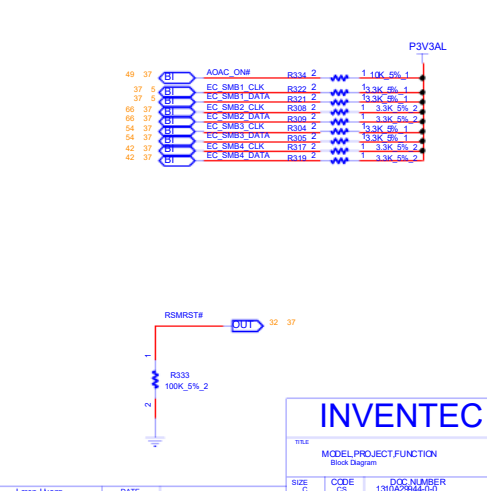 P3V3AL
49 37 BI AOAC_ON# R334 2 1 10K_5%_1
37 5 BI EC_SMB1_CLK R322 2 1 3.3K_5%_1
37 5 BI EC_SMB1_DATA R321 2 1 3.3K_5%_1
66 37 BI EC_SMB2_CLK R308 2 1 3.3K_5%_2
66 37 BI EC_SMB2_DATA R309 2 1 3.3K_5%_2
54 37 BI EC_SMB3_CLK R304 2 1 3.3K_5%_1
54 37 BI EC_SMB3_DATA R305 2 1 3.3K_5%_1
42 37 BI EC_SMB4_CLK R317 2 1 3.3K_5%_2
42 37 BI EC_SMB4_DATA R319 2 1 3.3K_5%_2
RSMRST#
OUT 32 37
1
R333
100K_5%_2
2
INVENTEC
TITLE
MODEL,PROJECT,FUNCTION
Block Diagram
SIZE CODE DOC.NUMBER
C CS 1310A29944-0-0
DATE